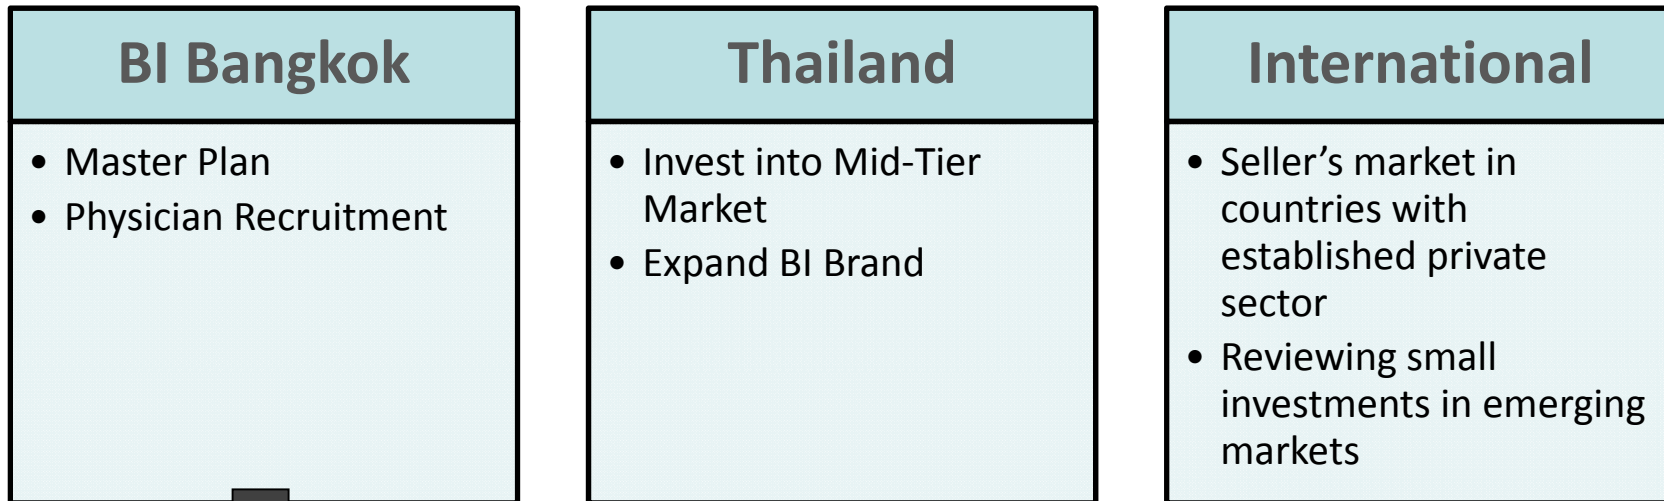 BI Bangkok
• Master Plan
• Physician Recruitment
Thailand
• Invest into Mid-Tier
Market
• Expand BI Brand
International
• Seller’s market in
countries with
established private
sector
• Reviewing small
investments in emerging
markets